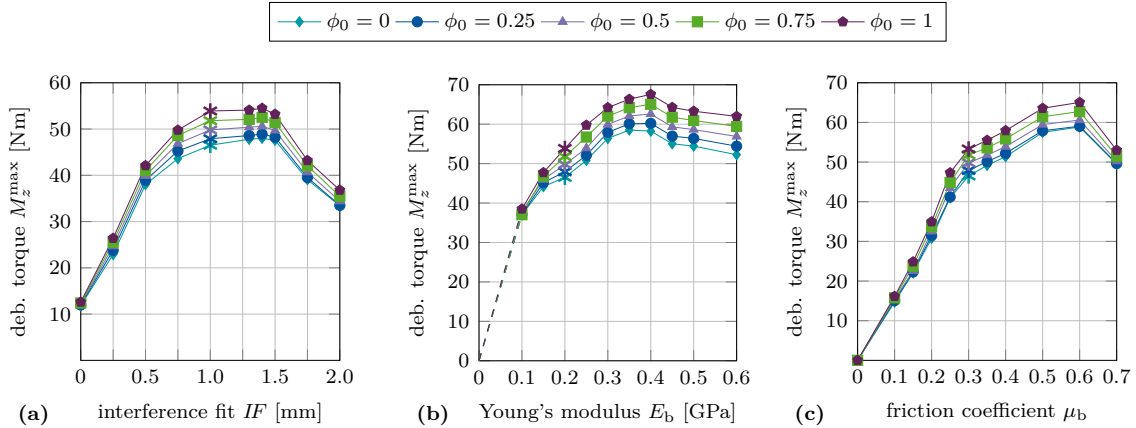 ϕ₀ = 0 ϕ₀ = 0.25 ϕ₀ = 0.5 ϕ₀ = 0.75 ϕ₀ = 1
deb. torque M_z^max [Nm]
60
50
40
30
20
10
0 0.5 1.0 1.5 2.0
(a) interference fit IF [mm]
deb. torque M_z^max [Nm]
70
60
50
40
30
20
10
0
0 0.1 0.2 0.3 0.4 0.5 0.6
(b) Young's modulus E_b [GPa]
deb. torque M_z^max [Nm]
70
60
50
40
30
20
10
0
0 0.1 0.2 0.3 0.4 0.5 0.6 0.7
(c) friction coefficient μ_b